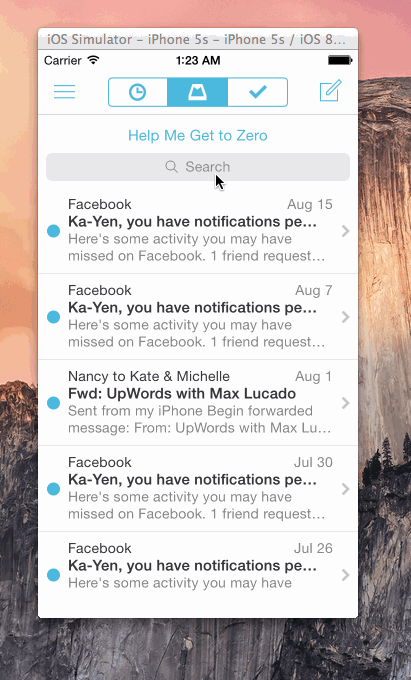 iOS Simulator – iPhone 5s – iPhone 5s / iOS 8...
Carrier 1:23 AM
Help Me Get to Zero
Search
Facebook Aug 15
Ka-Yen, you have notifications pe...
Here's some activity you may have
missed on Facebook. 1 friend request...
Facebook Aug 7
Ka-Yen, you have notifications pe...
Here's some activity you may have
missed on Facebook. 1 friend request...
Nancy to Kate & Michelle Aug 1
Fwd: UpWords with Max Lucado
Sent from my iPhone Begin forwarded
message: From: UpWords with Max Lu...
Facebook Jul 30
Ka-Yen, you have notifications pe...
Here's some activity you may have
missed on Facebook. 1 friend request...
Facebook Jul 26
Ka-Yen, you have notifications pe...
Here's some activity you may have